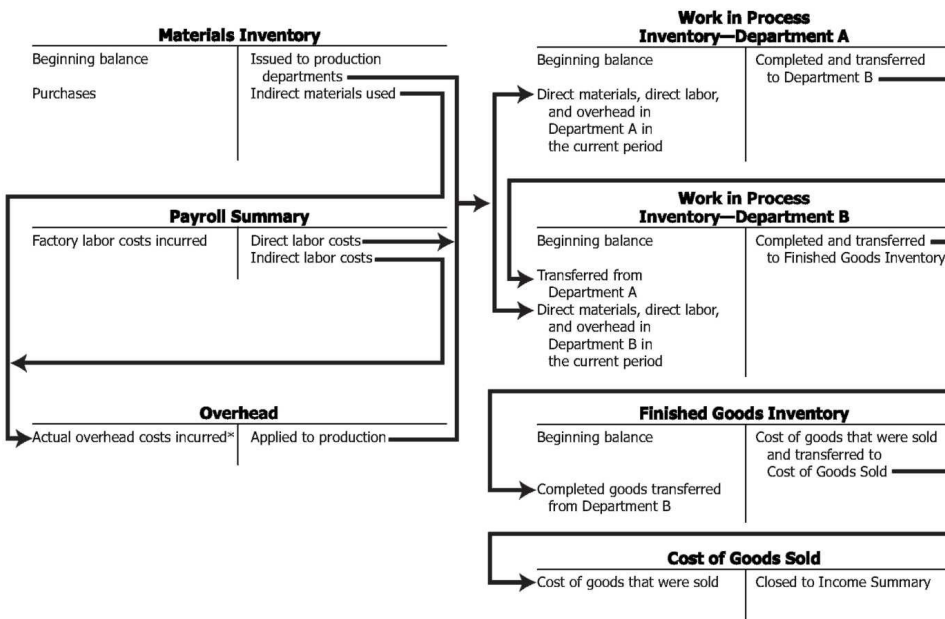 Materials Inventory
Beginning balance
Issued to production
departments
Purchases
Indirect materials used
Payroll Summary
Factory labor costs incurred
Direct labor costs
Indirect labor costs
Overhead
Actual overhead costs incurred*
Applied to production
Work in Process
Inventory—Department A
Beginning balance
Completed and transferred
to Department B
Direct materials, direct labor,
and overhead in
Department A in
the current period
Work in Process
Inventory—Department B
Beginning balance
Completed and transferred
to Finished Goods Inventory
Transferred from
Department A
Direct materials, direct labor,
and overhead in
Department B in
the current period
Finished Goods Inventory
Beginning balance
Cost of goods that were sold
and transferred to
Cost of Goods Sold
Completed goods transferred
from Department B
Cost of Goods Sold
Cost of goods that were sold
Closed to Income Summary